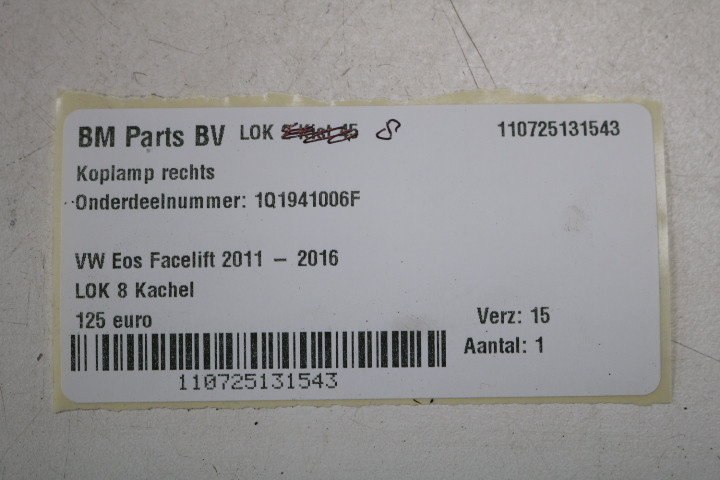 BM Parts BV LOK 8 110725131543
Koplamp rechts
Onderdeelnummer: 1Q1941006F
VW Eos Facelift 2011 – 2016
LOK 8 Kachel
125 euro Verz: 15
Aantal: 1
110725131543